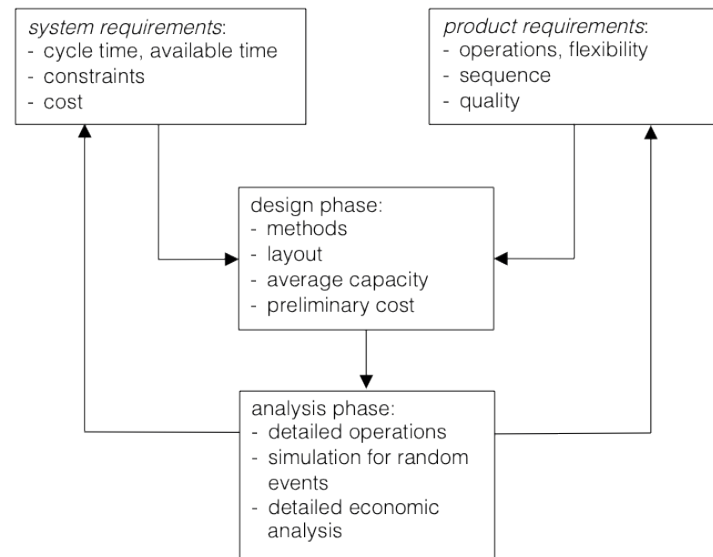 system requirements:
- cycle time, available time
- constraints
- cost
product requirements:
- operations, flexibility
- sequence
- quality
design phase:
- methods
- layout
- average capacity
- preliminary cost
analysis phase:
- detailed operations
- simulation for random
events
- detailed economic
analysis